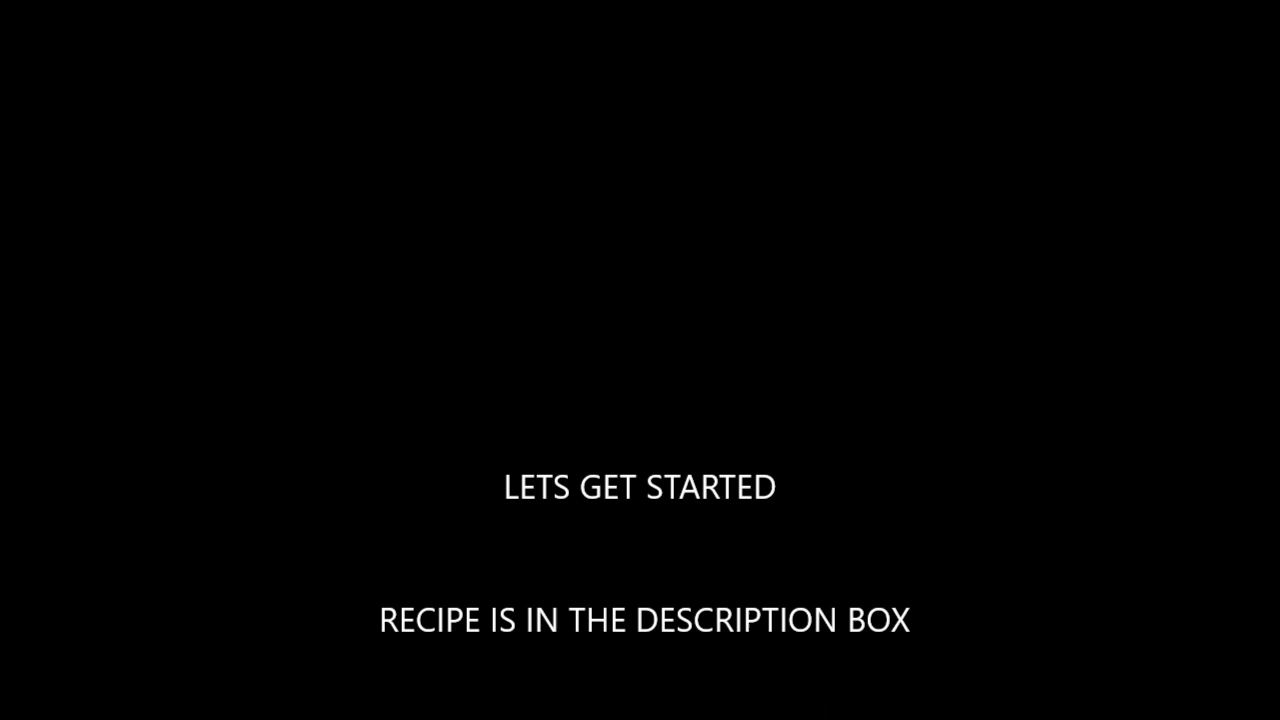 LETS GET STARTED
RECIPE IS IN THE DESCRIPTION BOX